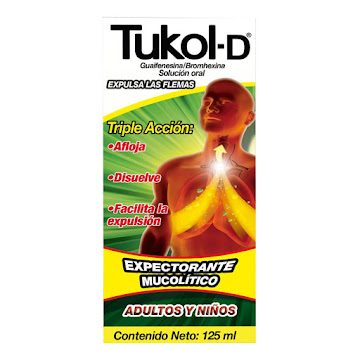 Tukol-D®
Guaifenesina/Bromhexina
Solución oral
EXPULSA LAS FLEMAS
Triple Acción:
•Afloja
•Disuelve
•Facilita la
expulsión
EXPECTORANTE
MUCOLÍTICO
ADULTOS Y NIÑOS
Contenido Neto: 125 ml